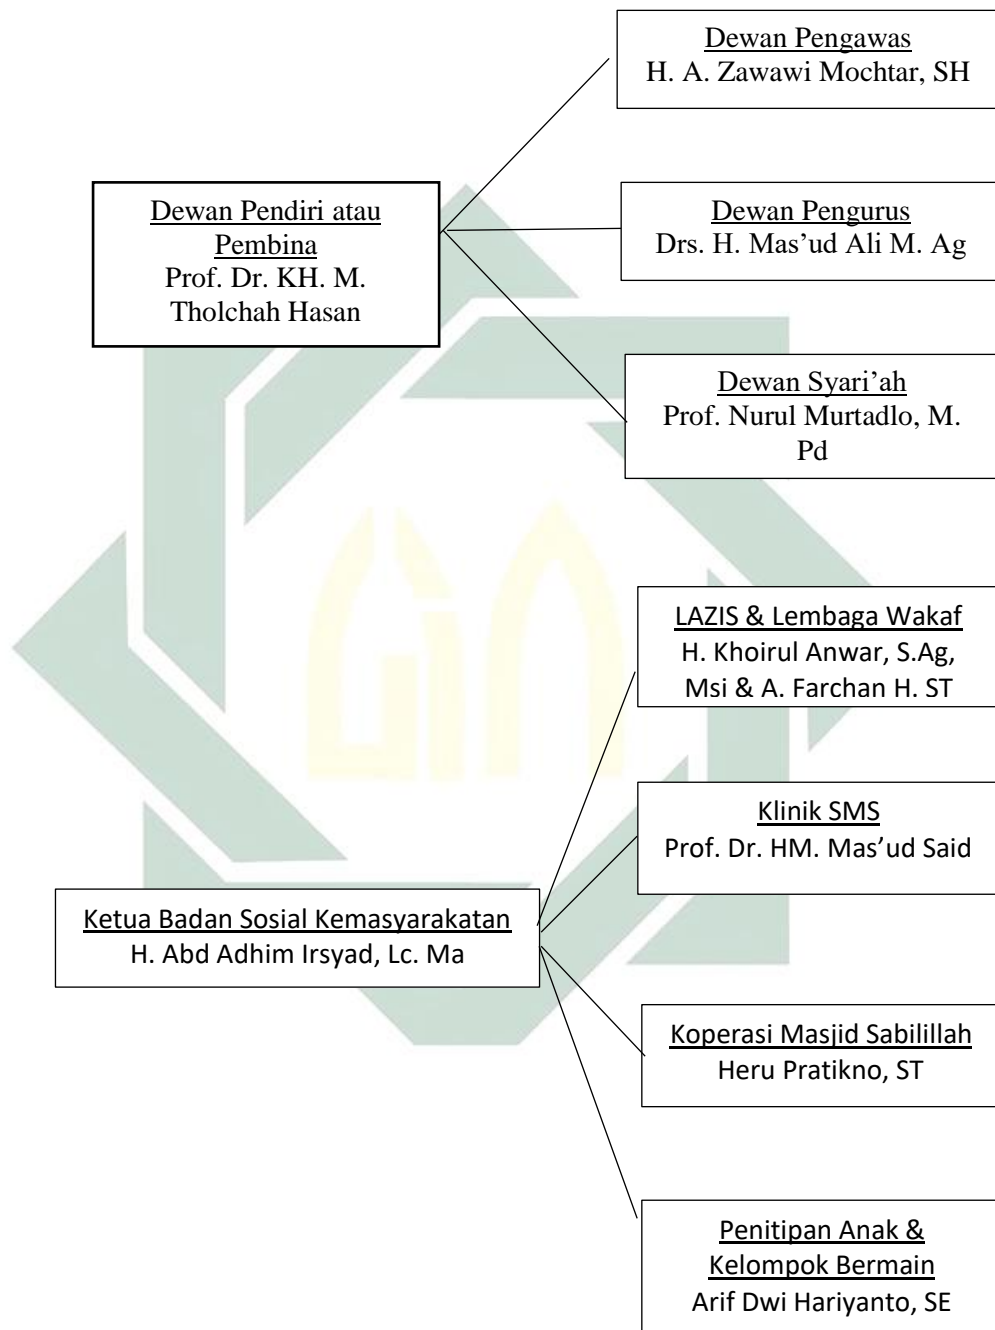 Dewan Pengawas
H. A. Zawawi Mochtar, SH
Dewan Pendiri atau
Pembina
Prof. Dr. KH. M.
Tholchah Hasan
Dewan Pengurus
Drs. H. Mas’ud Ali M. Ag
Dewan Syari’ah
Prof. Nurul Murtadlo, M.
Pd
LAZIS & Lembaga Wakaf
H. Khoirul Anwar, S.Ag,
Msi & A. Farchan H. ST
Klinik SMS
Prof. Dr. HM. Mas’ud Said
Ketua Badan Sosial Kemasyarakatan
H. Abd Adhim Irsyad, Lc. Ma
Koperasi Masjid Sabilillah
Heru Pratikno, ST
Penitipan Anak &
Kelompok Bermain
Arif Dwi Hariyanto, SE